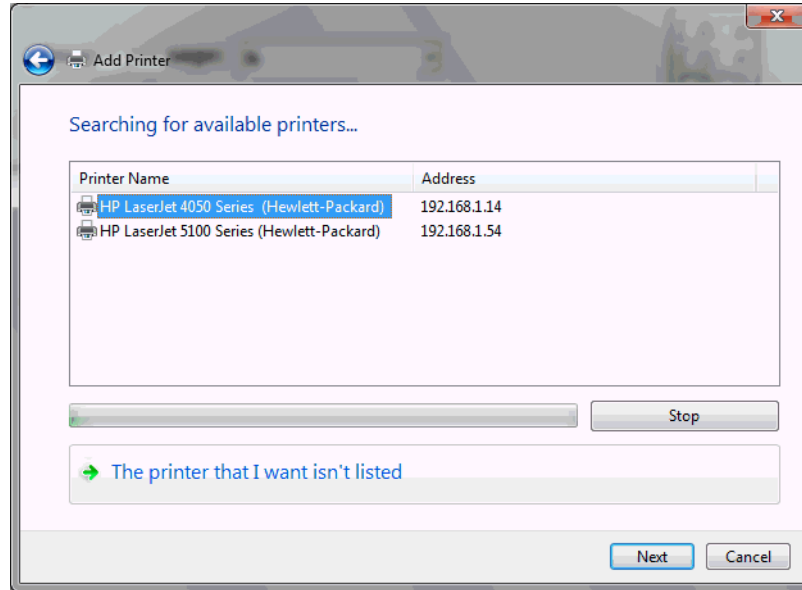 Add Printer
Searching for available printers...
Printer Name Address
HP LaserJet 4050 Series (Hewlett-Packard) 192.168.1.14
HP LaserJet 5100 Series (Hewlett-Packard) 192.168.1.54
Stop
The printer that I want isn't listed
Next Cancel